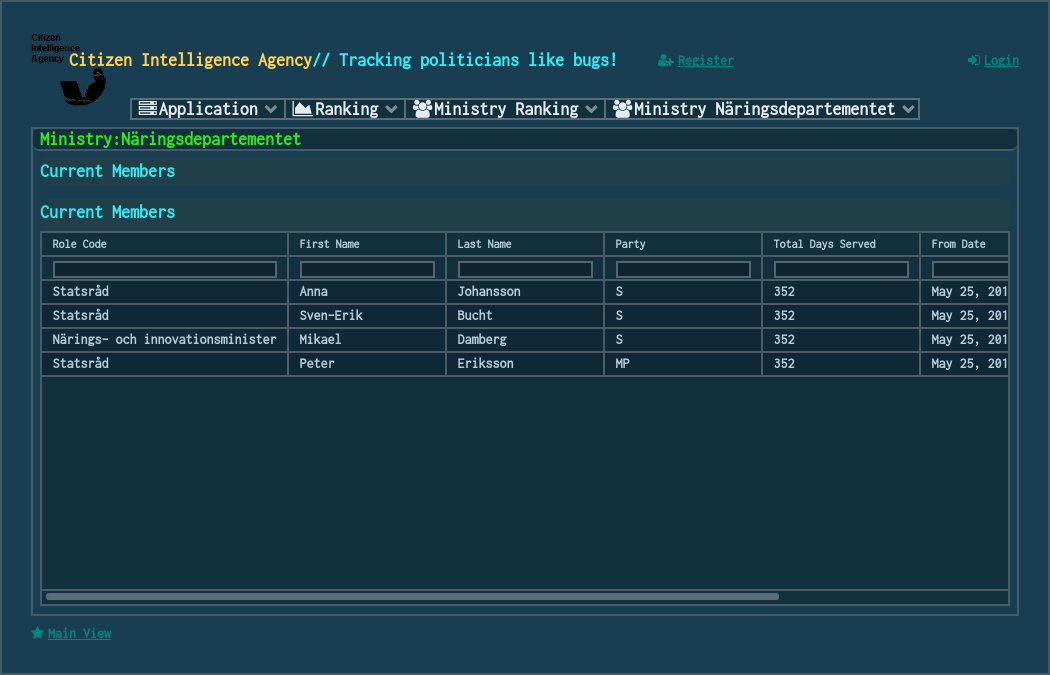 Citizen
Intelligence
Agency
Citizen Intelligence Agency// Tracking politicians like bugs!
Register
Login
Application
Ranking
Ministry Ranking
Ministry Näringsdepartementet
Ministry:Näringsdepartementet
Current Members
Current Members
Role Code First Name Last Name Party Total Days Served From Date
Statsråd Anna Johansson S 352 May 25, 201
Statsråd Sven-Erik Bucht S 352 May 25, 201
Närings- och innovationsminister Mikael Damberg S 352 May 25, 201
Statsråd Peter Eriksson MP 352 May 25, 201
Main View